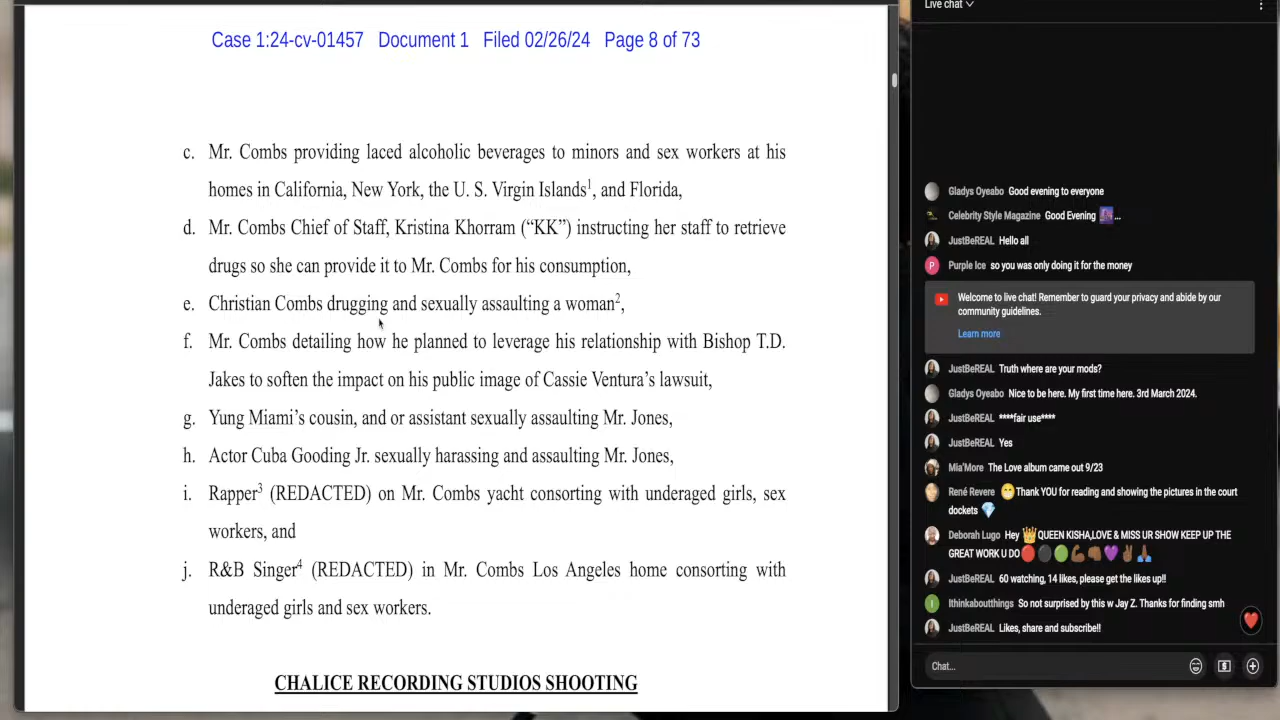 Case 1:24-cv-01457 Document 1 Filed 02/26/24 Page 8 of 73
c. Mr. Combs providing laced alcoholic beverages to minors and sex workers at his
homes in California, New York, the U. S. Virgin Islands1, and Florida,
d. Mr. Combs Chief of Staff, Kristina Khorram (“KK”) instructing her staff to retrieve
drugs so she can provide it to Mr. Combs for his consumption,
e. Christian Combs drugging and sexually assaulting a woman2,
f. Mr. Combs detailing how he planned to leverage his relationship with Bishop T.D.
Jakes to soften the impact on his public image of Cassie Ventura’s lawsuit,
g. Yung Miami’s cousin, and or assistant sexually assaulting Mr. Jones,
h. Actor Cuba Gooding Jr. sexually harassing and assaulting Mr. Jones,
i. Rapper3 (REDACTED) on Mr. Combs yacht consorting with underaged girls, sex
workers, and
j. R&B Singer4 (REDACTED) in Mr. Combs Los Angeles home consorting with
underaged girls and sex workers.
CHALICE RECORDING STUDIOS SHOOTING
Live chat
Gladys Oyeabo Good evening to everyone
Celebrity Style Magazine Good Evening ...
JustBeREAL Hello all
P
Purple Ice so you was only doing it for the money
Welcome to live chat! Remember to guard your privacy and abide by our
community guidelines.
Learn more
JustBeREAL Truth where are your mods?
Gladys Oyeabo Nice to be here. My first time here. 3rd March 2024.
JustBeREAL ****fair use****
JustBeREAL Yes
Mia’More The Love album came out 9/23
René Revere 😁Thank YOU for reading and showing the pictures in the court
dockets 💎
Deborah Lugo Hey 👑QUEEN KISHA,LOVE & MISS UR SHOW KEEP UP THE
GREAT WORK U DO
JustBeREAL 60 watching, 14 likes, please get the likes up!!
I
Ithinkaboutthings So not surprised by this w Jay Z. Thanks for finding smh
JustBeREAL Likes, share and subscribe!!
Chat...